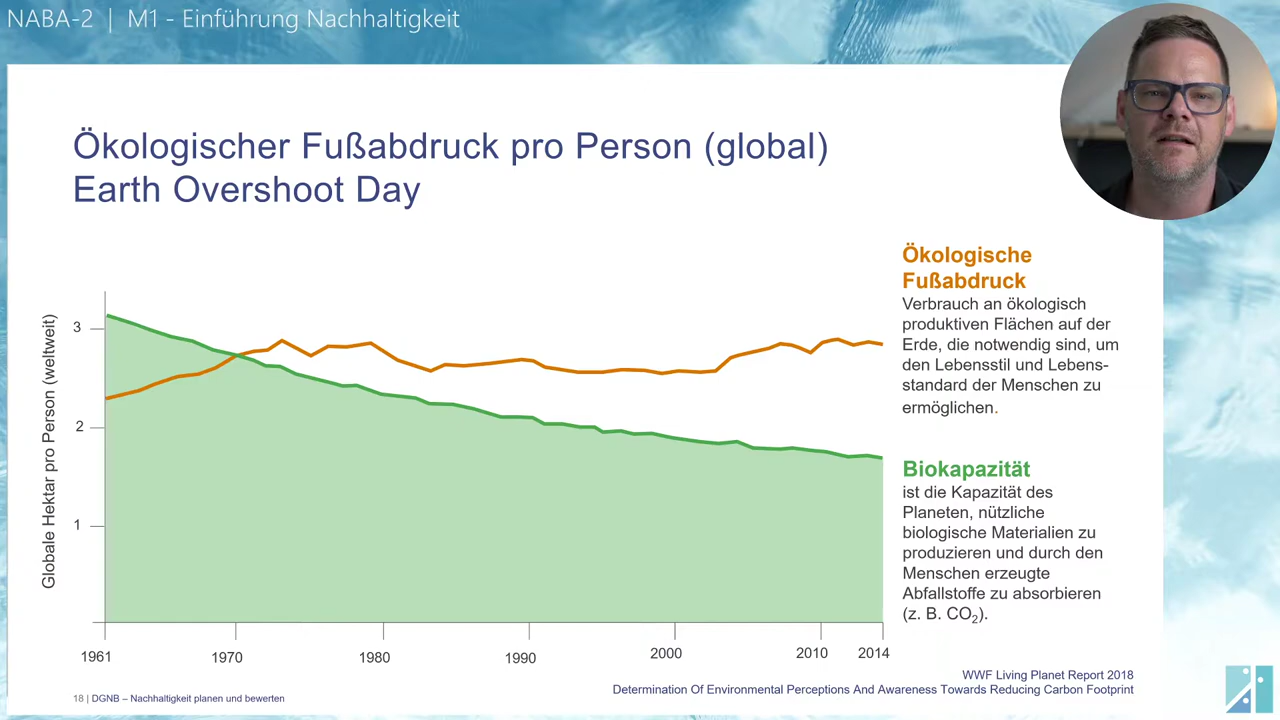 NABA-2 | M1 - Einführung Nachhaltigkeit
Ökologischer Fußabdruck pro Person (global)
Earth Overshoot Day
Globale Hektar pro Person (weltweit)
3
2
1
1961
1970
1980
1990
2000
2010
2014
Ökologische
Fußabdruck
Verbrauch an ökologisch
produktiven Flächen auf der
Erde, die notwendig sind, um
den Lebensstil und Lebens-
standard der Menschen zu
ermöglichen.
Biokapazität
ist die Kapazität des
Planeten, nützliche
biologische Materialien zu
produzieren und durch den
Menschen erzeugte
Abfallstoffe zu absorbieren
(z. B. CO₂).
WWF Living Planet Report 2018
Determination Of Environmental Perceptions And Awareness Towards Reducing Carbon Footprint
18 | DGNB – Nachhaltigkeit planen und bewerten